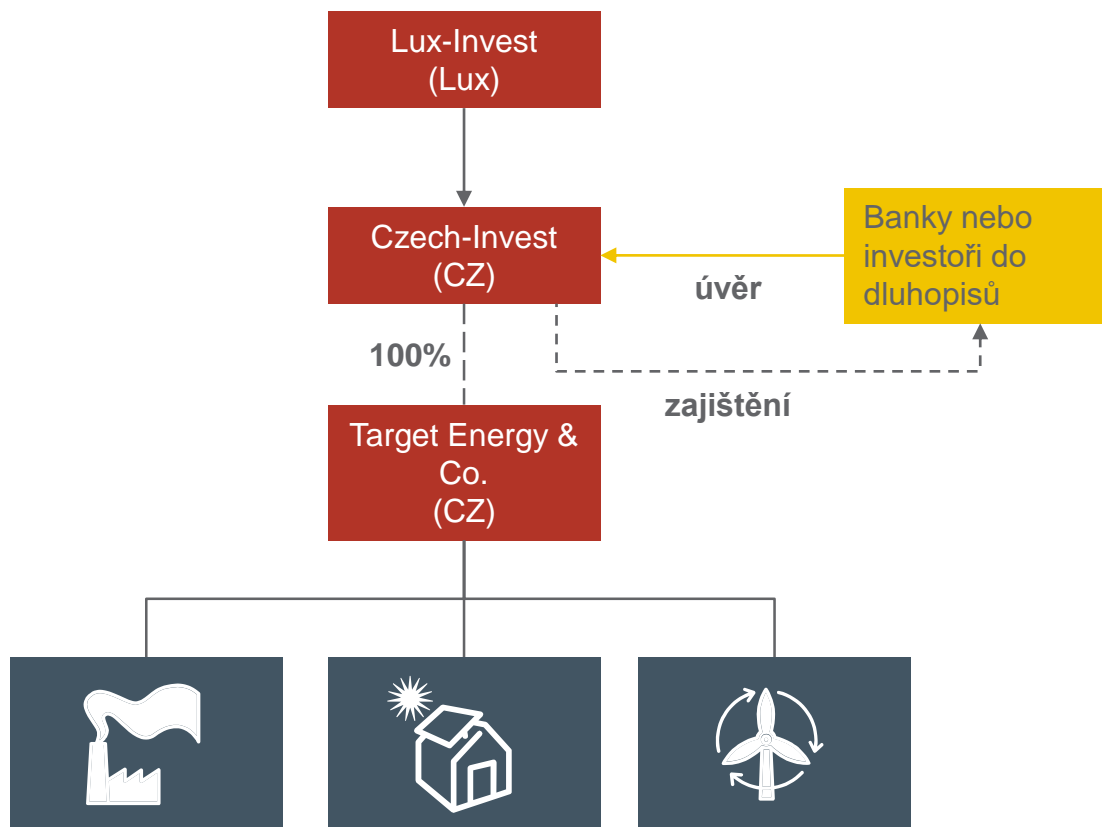 Lux-Invest
(Lux)
Czech-Invest
(CZ)
Banky nebo
investoři do
dluhopisů
úvěr
100%
zajištění
Target Energy &
Co.
(CZ)